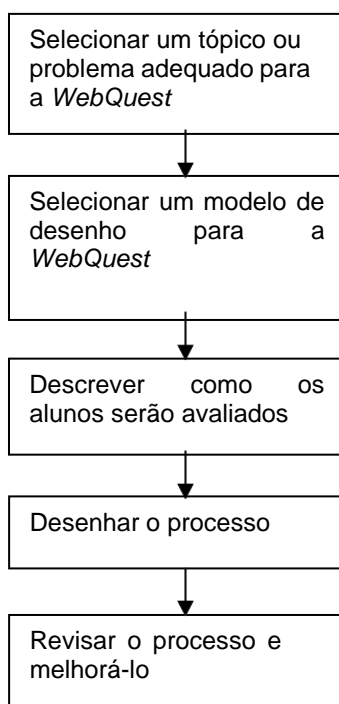 Selecionar um tópico ou
problema adequado para
a WebQuest
Selecionar um modelo de
desenho para a
WebQuest
Descrever como os
alunos serão avaliados
Desenhar o processo
Revisar o processo e
melhorá-lo